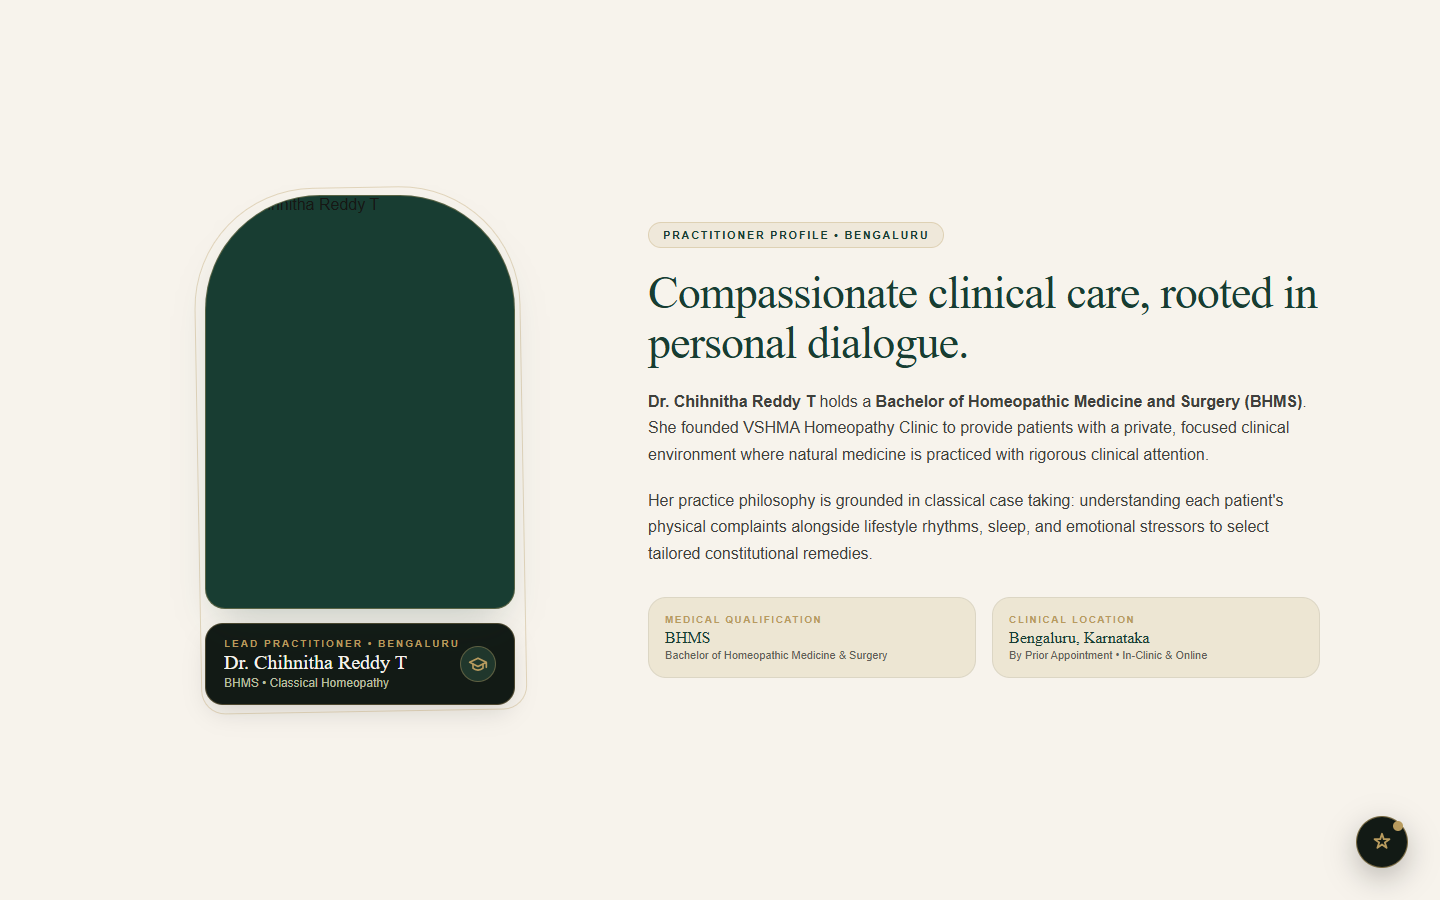 Reddy T
PRACTITIONER PROFILE • BENGALURU
Compassionate clinical care, rooted in
personal dialogue.
Dr. Chihnitha Reddy T holds a Bachelor of Homeopathic Medicine and Surgery (BHMS).
She founded VSHMA Homeopathy Clinic to provide patients with a private, focused clinical
environment where natural medicine is practiced with rigorous clinical attention.
Her practice philosophy is grounded in classical case taking: understanding each patient's
physical complaints alongside lifestyle rhythms, sleep, and emotional stressors to select
tailored constitutional remedies.
MEDICAL QUALIFICATION
BHMS
Bachelor of Homeopathic Medicine & Surgery
CLINICAL LOCATION
Bengaluru, Karnataka
By Prior Appointment • In-Clinic & Online
LEAD PRACTITIONER • BENGALURU
Dr. Chihnitha Reddy T
BHMS • Classical Homeopathy